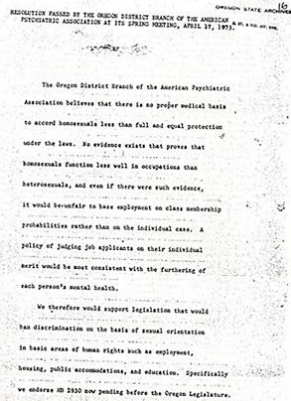 OREGON STATE ARCHIVES
RESOLUTION PASSED BY THE OREGON DISTRICT BRANCH OF THE AMERICAN
PSYCHIATRIC ASSOCIATION AT ITS SPRING MEETING, APRIL 17, 1973.
The Oregon District Branch of the American Psychiatric
Association believes that there is no proper medical basis
to accord homosexuals less than full and equal protection
under the laws. No evidence exists that proves that
homosexuals function less well in occupations than
heterosexuals, and even if there were such evidence,
it would be unfair to base employment on class membership
probabilities rather than on the individual case. A
policy of judging job applicants on their individual
merit would be most consistent with the furthering of
each person's mental health.
We therefore would support legislation that would
ban discrimination on the basis of sexual orientation
in basic areas of human rights such as employment,
housing, public accommodations, and education. Specifically
we endorse HB 2930 now pending before the Oregon Legislature.